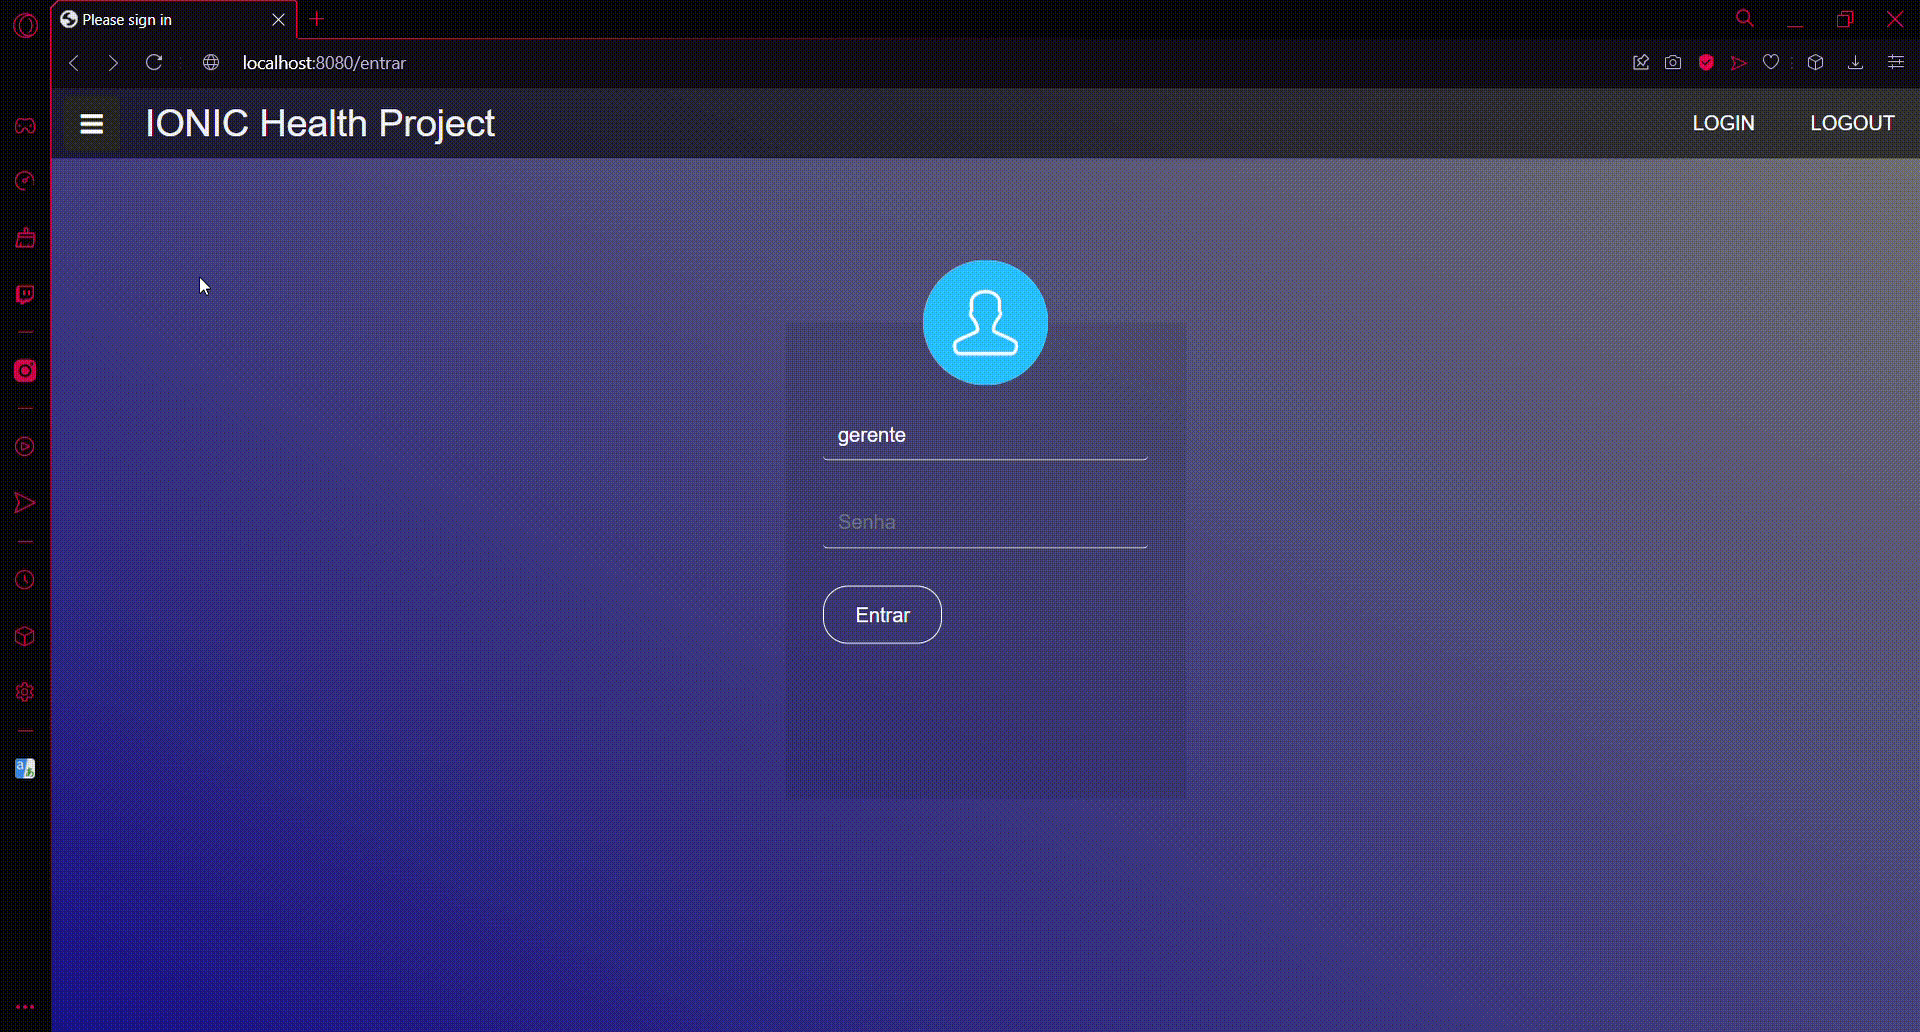 Please sign in
localhost:8080/entrar
IONIC Health Project
LOGIN
LOGOUT
gerente
Senha
Entrar